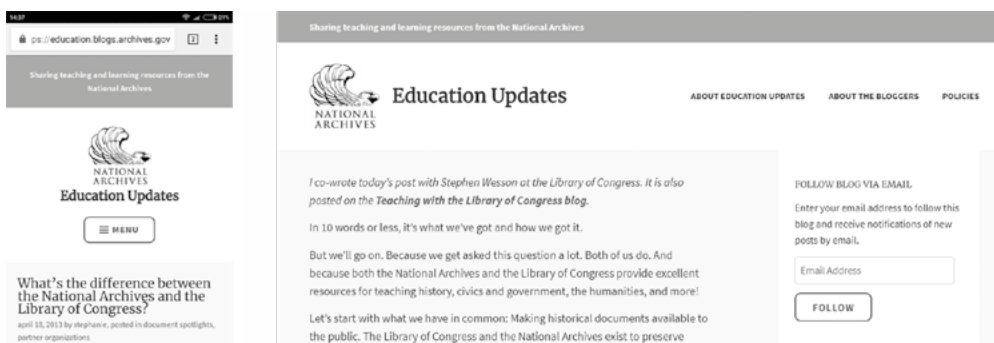 14:37
21%
ps://education.blogs.archives.gov
2
Sharing teaching and learning resources from the
National Archives
NATIONAL
ARCHIVES
Education Updates
MENU
What's the difference between
the National Archives and the
Library of Congress?
april 10, 2013 by stephanie, posted in document spotlights,
partner organizations
Sharing teaching and learning resources from the National Archives
NATIONAL
ARCHIVES
Education Updates
ABOUT EDUCATION UPDATES ABOUT THE BLOGGERS POLICIES
I co-wrote today's post with Stephen Wesson at the Library of Congress. It is also
posted on the Teaching with the Library of Congress blog.
In 10 words or less, it's what we've got and how we got it.
But we'll go on. Because we get asked this question a lot. Both of us do. And
because both the National Archives and the Library of Congress provide excellent
resources for teaching history, civics and government, the humanities, and more!
Let's start with what we have in common: Making historical documents available to
the public. The Library of Congress and the National Archives exist to preserve
FOLLOW BLOG VIA EMAIL
Enter your email address to follow this
blog and receive notifications of new
posts by email.
Email Address
FOLLOW